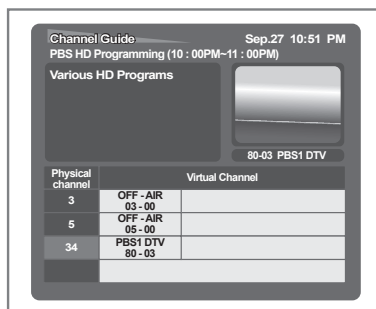 Channel Guide
Sep.27 10:51 PM
PBS HD Programming (10 : 00PM~11 : 00PM)
Various HD Programs
80-03 PBS1 DTV
Physical channel
Virtual Channel
3
OFF -AIR
03 - 00
5
OFF -AIR
05 - 00
34
PBS1 DTV
80 - 03